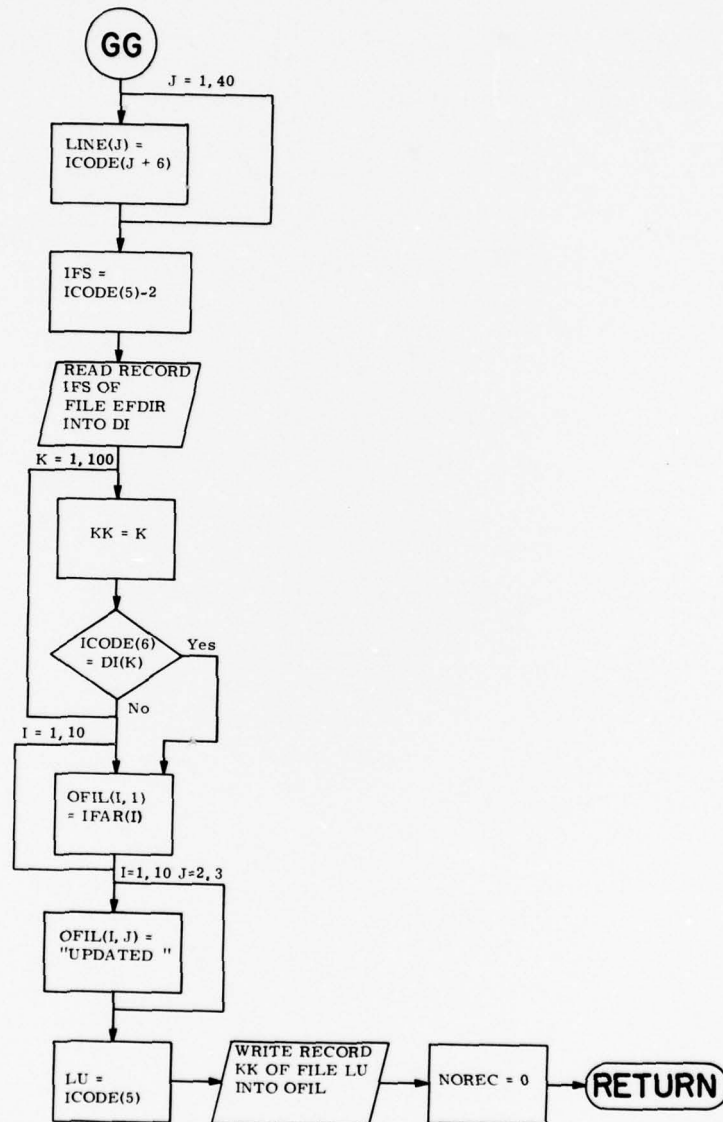 GG
J = 1, 40
LINE(J) =
ICODE(J + 6)
IFS =
ICODE(5)-2
READ RECORD
IFS OF
FILE EFDIR
INTO DI
K = 1, 100
KK = K
ICODE(6)
= DI(K)
Yes
No
I = 1, 10
OFIL(I, 1)
= IFAR(I)
I=1, 10 J=2, 3
OFIL(I, J) =
"UPDATED "
LU =
ICODE(5)
WRITE RECORD
KK OF FILE LU
INTO OFIL
NOREC = 0
RETURN